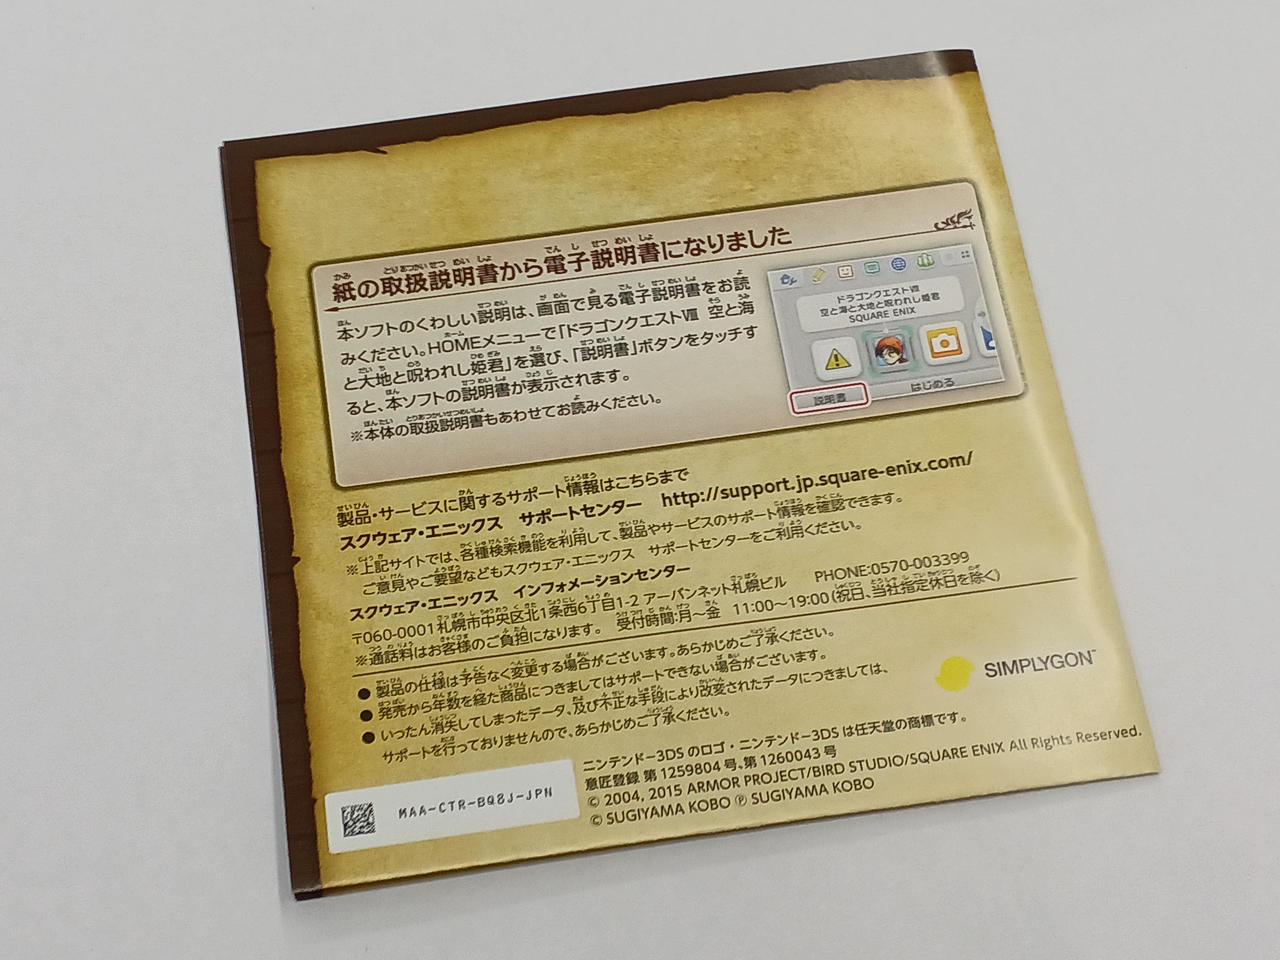 紙の取扱説明書から電子説明書になりました
本ソフトのくわしい説明は、画面で見る電子説明書をお読
みください。HOMEメニューで「ドラゴンクエストⅧ 空と海
と大地と呪われし姫君」を選び、「説明書」ボタンをタッチす
ると、本ソフトの説明書が表示されます。
※本体の取扱説明書もあわせてお読みください。
ドラゴンクエストⅧ
空と海と大地と呪われし姫君
SQUARE ENIX
説明書
はじめる
製品・サービスに関するサポート情報はこちらまで
スクウェア・エニックス サポートセンター http://support.jp.square-enix.com/
※上記サイトでは、各種検索機能を利用して、製品やサービスのサポート情報を確認できます。
ご意見やご要望などもスクウェア・エニックス サポートセンターをご利用ください。
スクウェア・エニックス インフォメーションセンター
〒060-0001 札幌市中央区北1条西6丁目1-2 アーバンネット札幌ビル PHONE:0570-003399
※通話料はお客様のご負担になります。 受付時間:月～金 11:00～19:00(祝日、当社指定休日を除く)
●製品の仕様は予告なく変更する場合がございます。あらかじめご了承ください。
●発売から年数を経た商品につきましてはサポートできない場合がございます。
●いったん消失してしまったデータ、及び不正な手段により改変されたデータにつきましては、
サポートを行っておりませんので、あらかじめご了承ください。
SIMPLYGON™
MAA-CTR-BQ8J-JPN
ニンテンドー3DSのロゴ・ニンテンドー3DSは任天堂の商標です。
意匠登録 第1259804号、第1260043号
© 2004, 2015 ARMOR PROJECT/BIRD STUDIO/SQUARE ENIX All Rights Reserved.
© SUGIYAMA KOBO ℗ SUGIYAMA KOBO